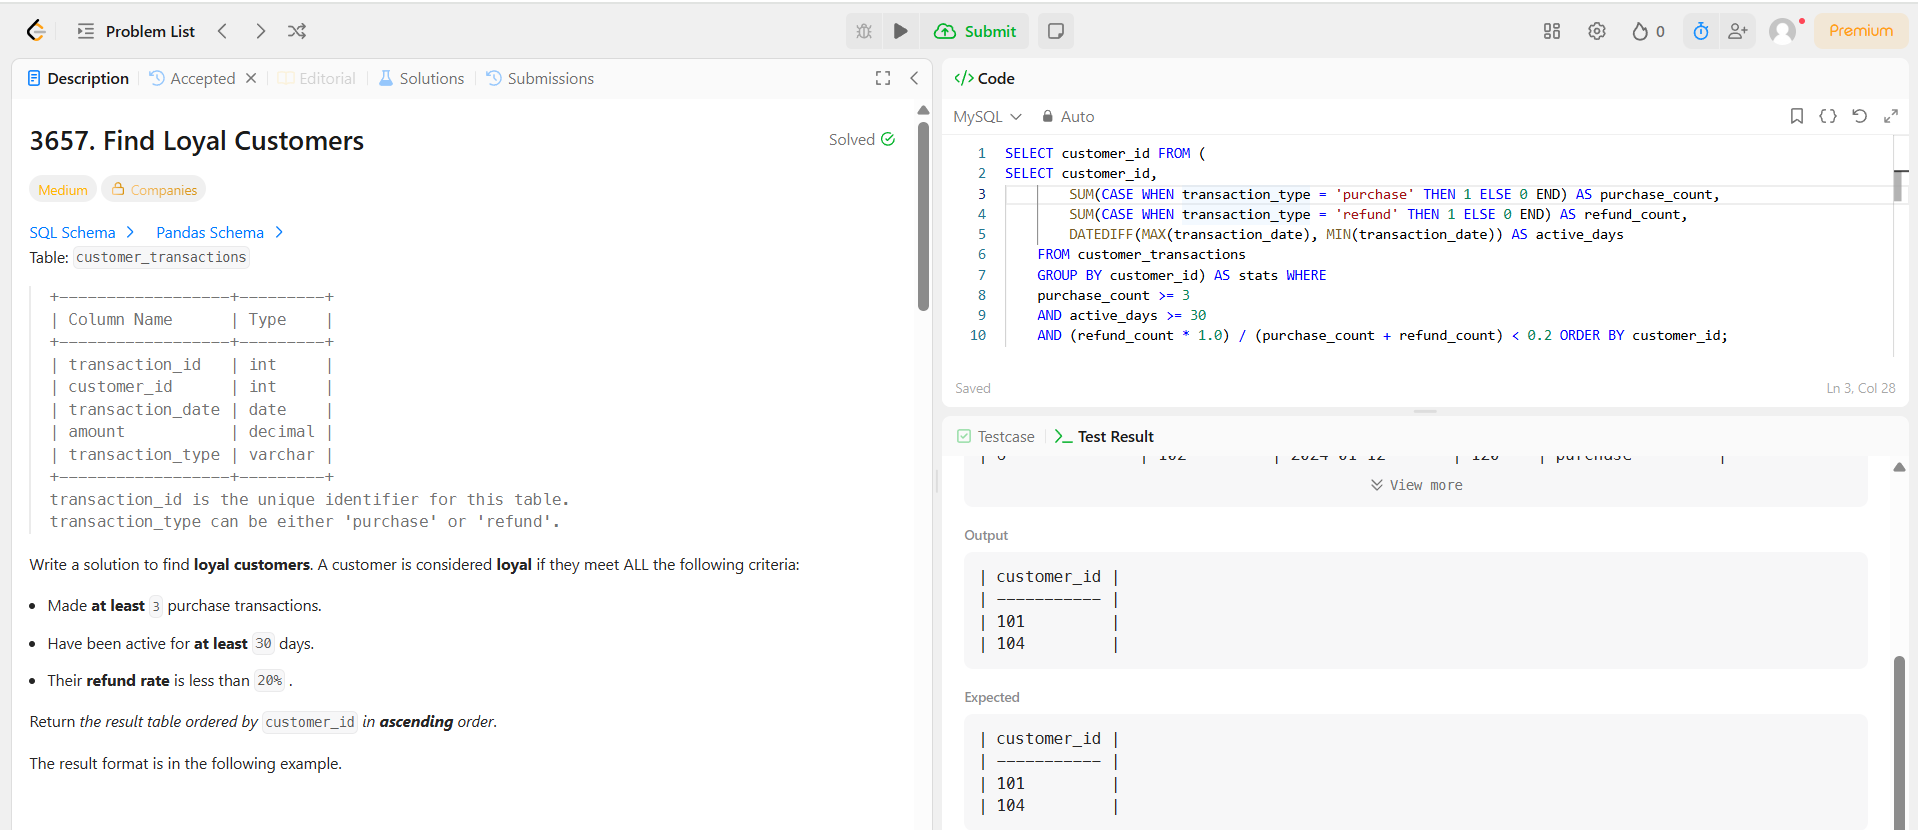 Problem List
Submit
0
Premium
Description
Accepted
Editorial
Solutions
Submissions
3657. Find Loyal Customers
Solved
Medium
Companies
SQL Schema
Pandas Schema
Table: customer_transactions
+------------------+---------+
| Column Name      | Type    |
+------------------+---------+
| transaction_id   | int     |
| customer_id      | int     |
| transaction_date | date    |
| amount           | decimal |
| transaction_type | varchar |
+------------------+---------+
transaction_id is the unique identifier for this table.
transaction_type can be either 'purchase' or 'refund'.
Write a solution to find loyal customers. A customer is considered loyal if they meet ALL the following criteria:
• Made at least 3 purchase transactions.
• Have been active for at least 30 days.
• Their refund rate is less than 20% .
Return the result table ordered by customer_id in ascending order.
The result format is in the following example.
</> Code
MySQL
Auto
1 SELECT customer_id FROM (
2 SELECT customer_id,
3         SUM(CASE WHEN transaction_type = 'purchase' THEN 1 ELSE 0 END) AS purchase_count,
4         SUM(CASE WHEN transaction_type = 'refund' THEN 1 ELSE 0 END) AS refund_count,
5         DATEDIFF(MAX(transaction_date), MIN(transaction_date)) AS active_days
6     FROM customer_transactions
7     GROUP BY customer_id) AS stats WHERE
8     purchase_count >= 3
9     AND active_days >= 30
10     AND (refund_count * 1.0) / (purchase_count + refund_count) < 0.2 ORDER BY customer_id;
Saved
Ln 3, Col 28
Testcase
Test Result
| 102 | 2024-01-12 | 120 | purchase |
View more
Output
| customer_id |
| ----------- |
| 101         |
| 104         |
Expected
| customer_id |
| ----------- |
| 101         |
| 104         |